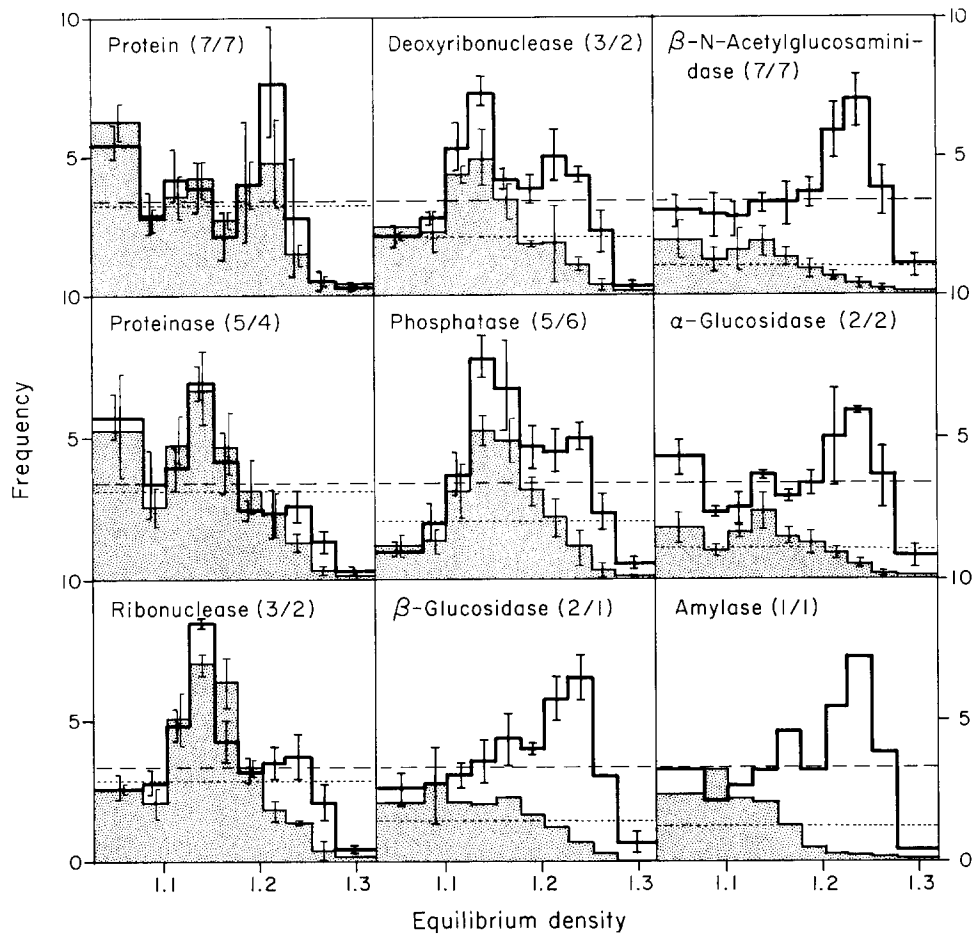 10
10
Protein (7/7)
Deoxyribonuclease (3/2)
β-N-Acetylglucosamini-
dase (7/7)
5
5
10
10
Proteinase (5/4)
Phosphatase (5/6)
α-Glucosidase (2/2)
Frequency
5
5
10
10
Ribonuclease (3/2)
β-Glucosidase (2/1)
Amylase (1/1)
5
5
0
0
1.1 1.2 1.3 1.1 1.2 1.3 1.1 1.2 1.3
Equilibrium density